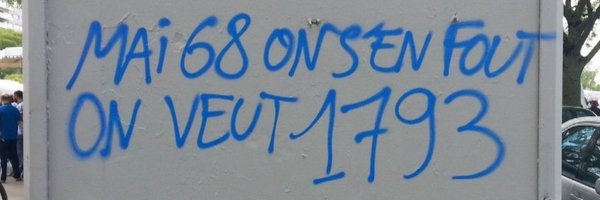 MAi 68 ON S'EN FOUT
ON VEUT 1793